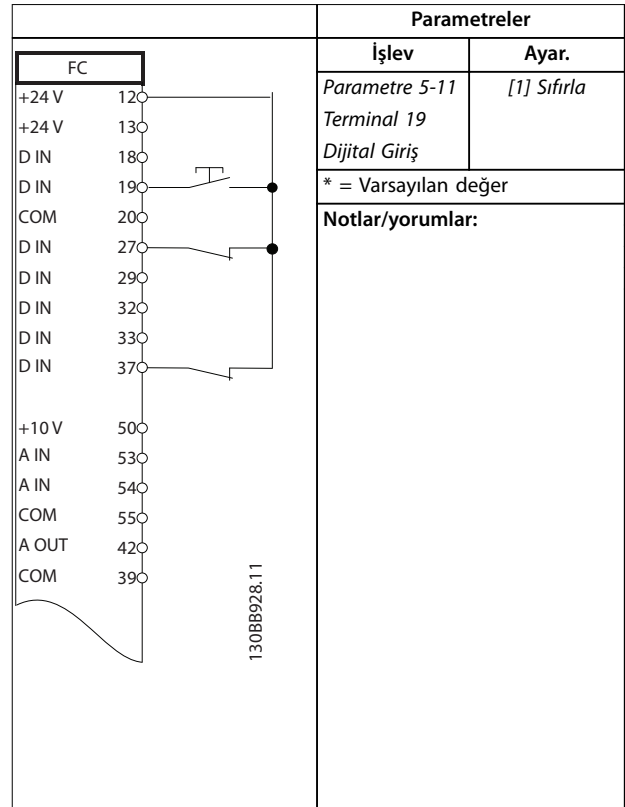 Parametreler
İşlev Ayar.
Parametre 5-11 [1] Sıfırla
Terminal 19
Dijital Giriş
* = Varsayılan değer
Notlar/yorumlar:
FC
+24 V 12
+24 V 13
D IN 18
D IN 19
COM 20
D IN 27
D IN 29
D IN 32
D IN 33
D IN 37
+10 V 50
A IN 53
A IN 54
COM 55
A OUT 42
COM 39
130BB928.11